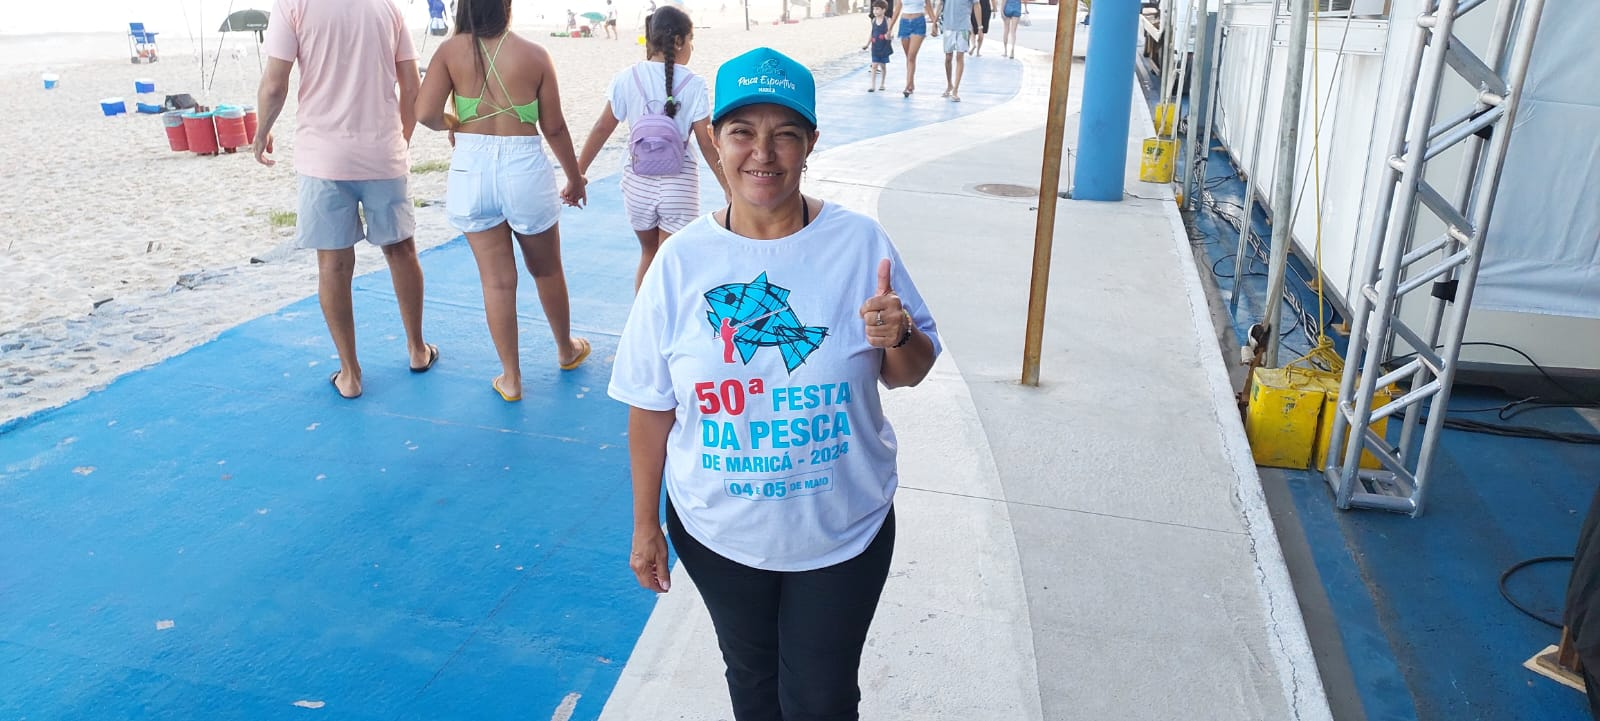 Pesca Esportiva
MARICÁ
50ª FESTA
DA PESCA
DE MARICÁ - 2024
04 E 05 DE MAIO